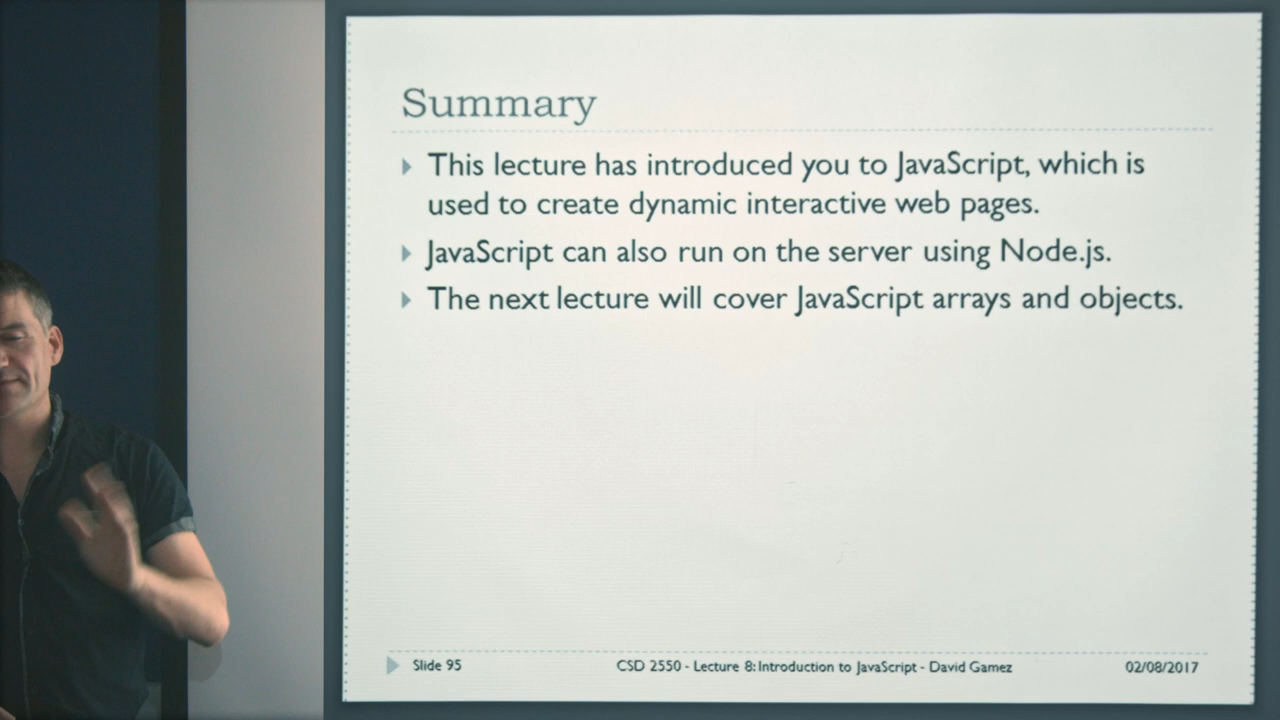 Summary
This lecture has introduced you to JavaScript, which is
used to create dynamic interactive web pages.
JavaScript can also run on the server using Node.js.
The next lecture will cover JavaScript arrays and objects.
Slide 95
CSD 2550 - Lecture 8: Introduction to JavaScript - David Gamez
02/08/2017